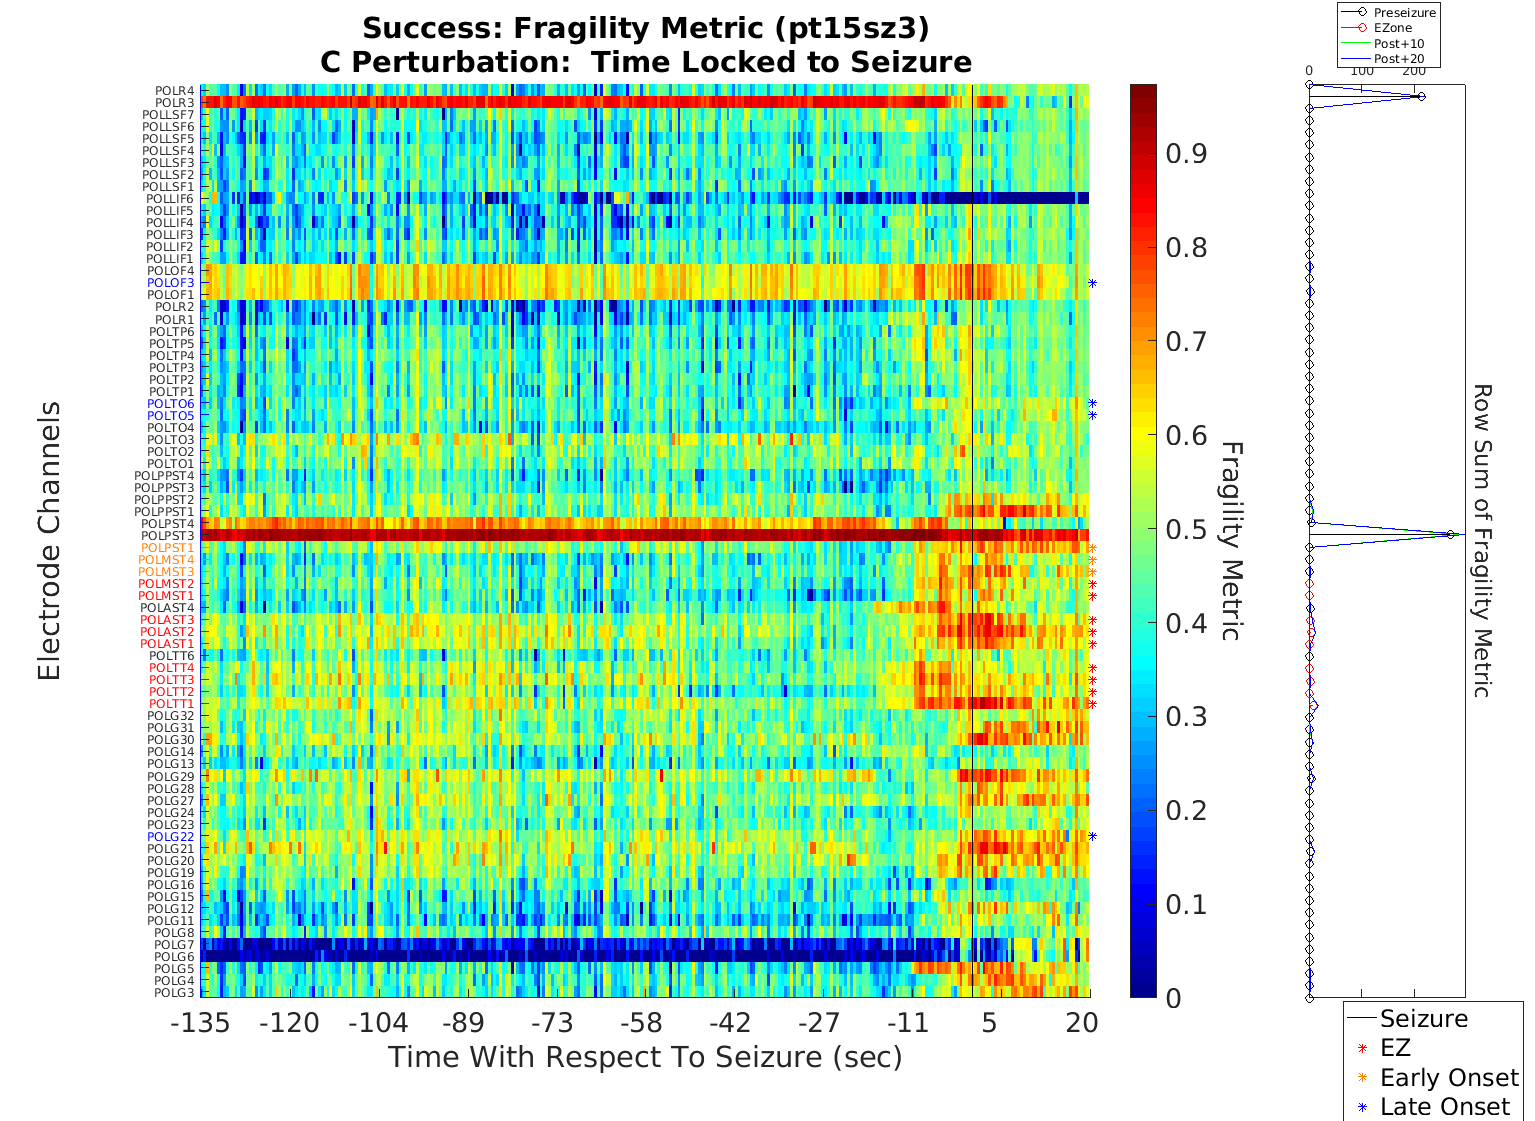 Success: Fragility Metric (pt15sz3)
C Perturbation:  Time Locked to Seizure
Preseizure
EZone
Post+10
Post+20
0 100 200
POLR4
POLR3
POLLSF7
POLLSF6
POLLSF5
POLLSF4
POLLSF3
POLLSF2
POLLSF1
POLLIF6
POLLIF5
POLLIF4
POLLIF3
POLLIF2
POLLIF1
POLOF4
POLOF3
POLOF1
POLR2
POLR1
POLTP6
POLTP5
POLTP4
POLTP3
POLTP2
POLTP1
POLTO6
POLTO5
POLTO4
POLTO3
POLTO2
POLTO1
POLPPST4
POLPPST3
POLPPST2
POLPPST1
POLPST4
POLPST3
POLPST1
POLMST4
POLMST3
POLMST2
POLMST1
POLAST4
POLAST3
POLAST2
POLAST1
POLTT6
POLTT4
POLTT3
POLTT2
POLTT1
POLG32
POLG31
POLG30
POLG14
POLG13
POLG29
POLG28
POLG27
POLG24
POLG23
POLG22
POLG21
POLG20
POLG19
POLG16
POLG15
POLG12
POLG11
POLG8
POLG7
POLG6
POLG5
POLG4
POLG3
Electrode Channels
-135 -120 -104 -89 -73 -58 -42 -27 -11 5 20
Time With Respect To Seizure (sec)
0.9
0.8
0.7
0.6
0.5
0.4
0.3
0.2
0.1
0
Fragility Metric
Row Sum of Fragility Metric
Seizure
EZ
Early Onset
Late Onset